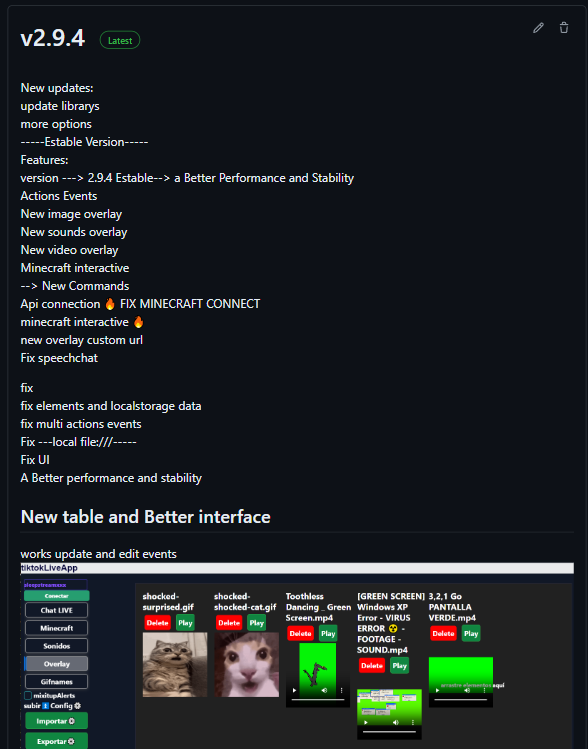 v2.9.4
Latest
New updates:
update librarys
more options
-----Estable Version-----
Features:
version ---> 2.9.4 Estable--> a Better Performance and Stability
Actions Events
New image overlay
New sounds overlay
New video overlay
Minecraft interactive
--> New Commands
Api connection 🔥 FIX MINECRAFT CONNECT
minecraft interactive 🔥
new overlay custom url
Fix speechchat
fix
fix elements and localstorage data
fix multi actions events
Fix ---local file:///-----
Fix UI
A Better performance and stability
New table and Better interface
works update and edit events
tiktokLiveApp
Conectar
Chat LIVE
Minecraft
Sonidos
Overlay
Gifnames
mixitupAlerts
subir Config
Importar
Exportar
shocked-
surprised.gif
Delete Play
shocked-
shocked-cat.gif
Delete Play
Toothless
Dancing _ Green
Screen.mp4
Delete Play
[GREEN SCREEN]
Windows XP
Error - VIRUS
ERROR ☢ -
FOOTAGE -
SOUND.mp4
Delete Play
3,2,1 Go
PANTALLA
VERDE.mp4
Delete Play
arrastre elementos aqui